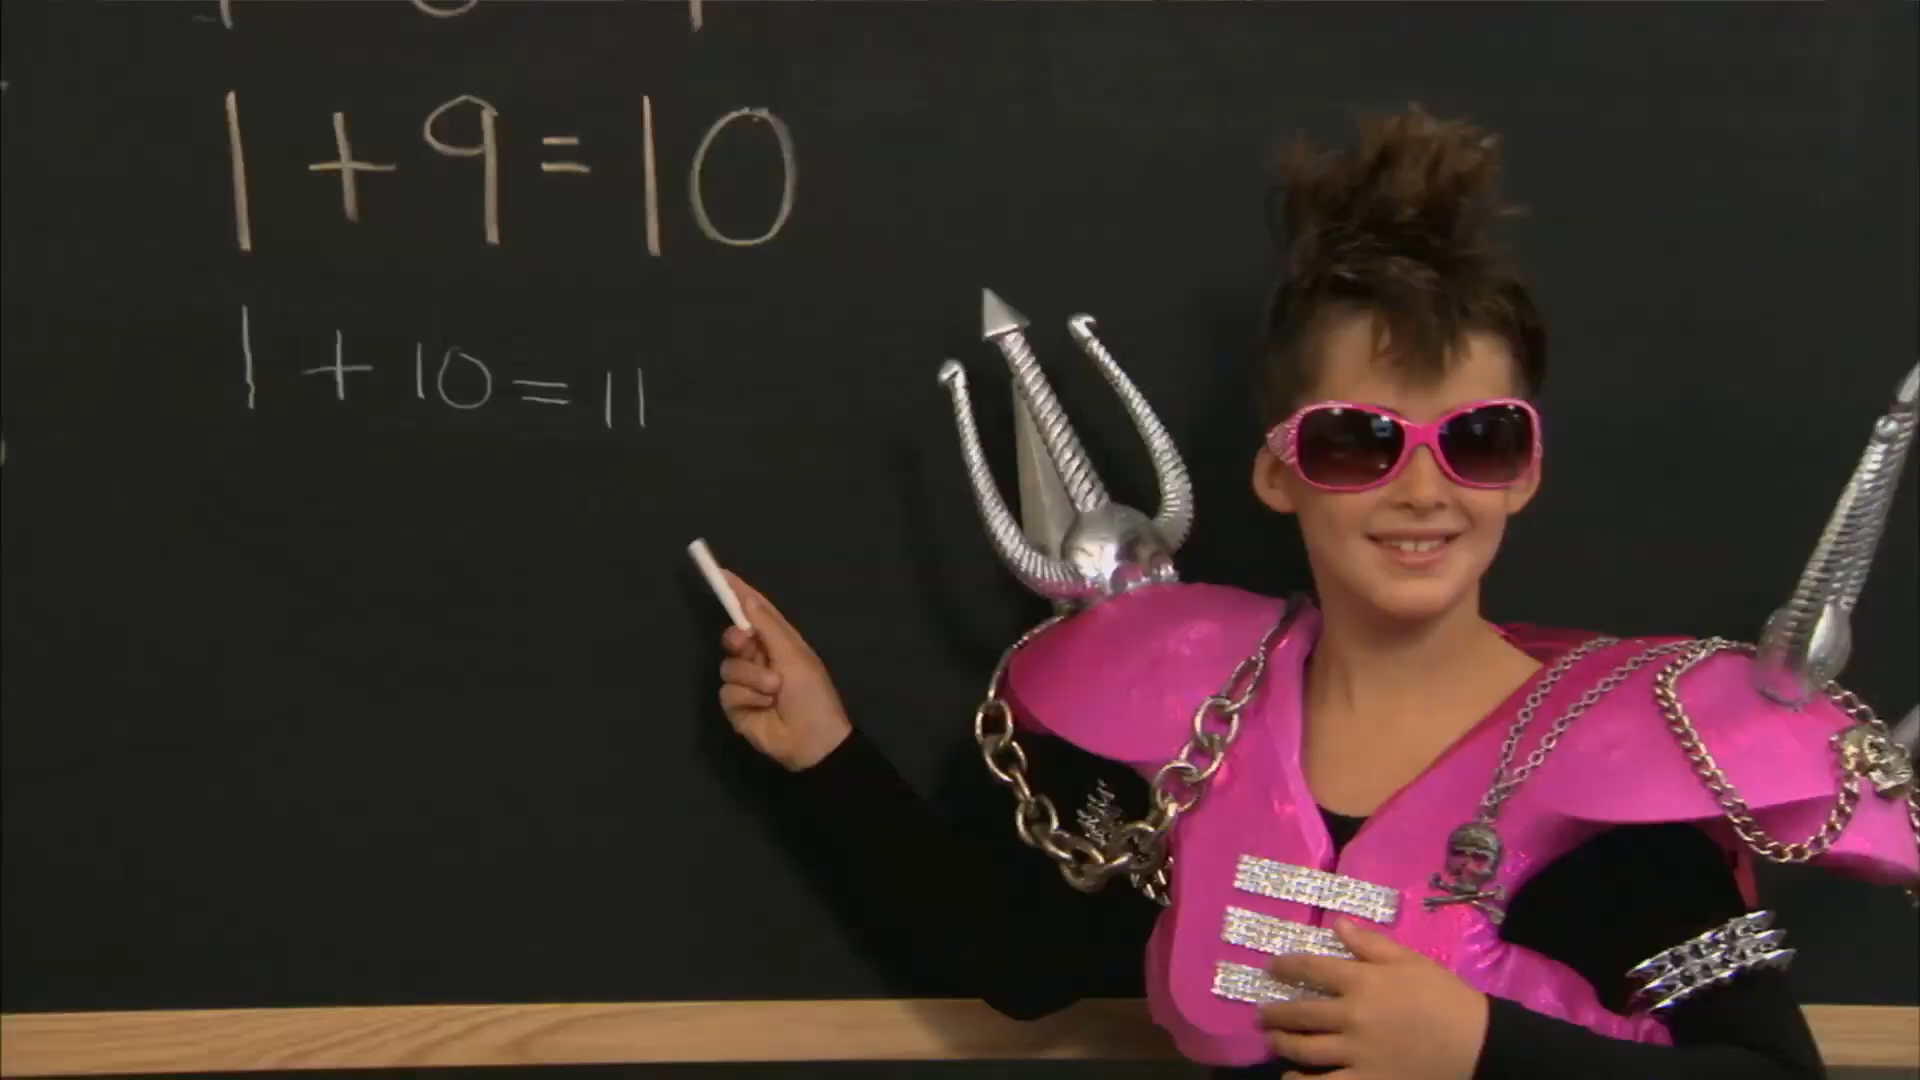 1 + 9 = 10
1 + 10 = 11